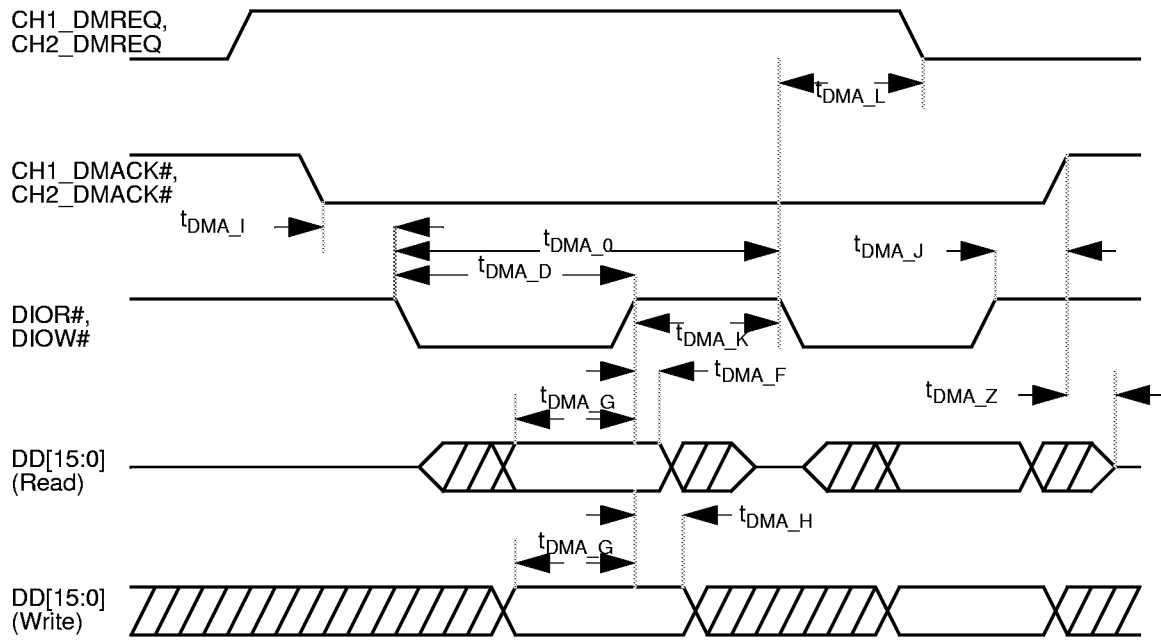 CH1_DMREQ,
CH2_DMREQ
tDMA_L
CH1_DMACK#,
CH2_DMACK#
tDMA_I
tDMA_0
tDMA_J
tDMA_D
DIOR#,
DIOW#
tDMA_K
tDMA_F
tDMA_Z
tDMA_G
DD[15:0]
(Read)
tDMA_H
tDMA_G
DD[15:0]
(Write)